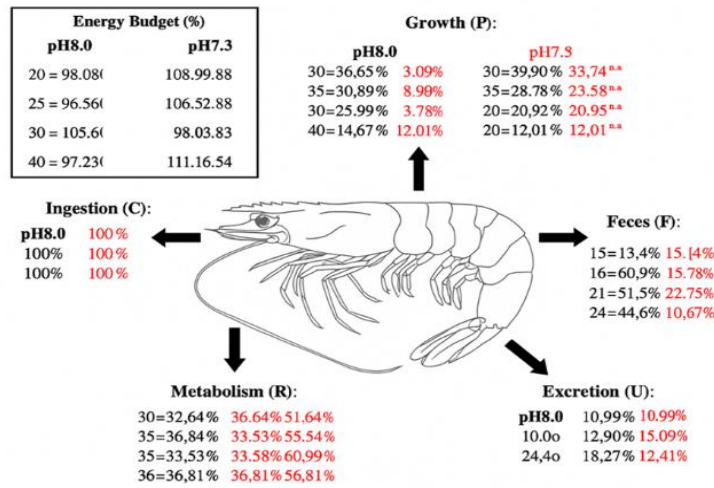 Energy Budget (%)
pH8.0 pH7.3
20 = 98.08( 108.99.88
25 = 96.56( 106.52.88
30 = 105.6( 98.03.83
40 = 97.23( 111.16.54
Growth (P):
pH8.0 pH7.3
30=36,65% 3.09% 30=39,90% 33,74 n.a
35=30,89% 8.99% 35=28.78% 23.58 n.a
30=25.99% 3.78% 20=20,92% 20.95 n.a
40=14,67% 12.01% 20=12,01% 12,01 n.a
Ingestion (C):
pH8.0 100%
100% 100%
100% 100%
Feces (F):
15=13,4% 15.14%
16=60,9% 15.78%
21=51,5% 22.75%
24=44,6% 10,67%
Metabolism (R):
30=32,64% 36.64% 51.64%
35=36,84% 33.53% 55,54%
35=33,53% 33.58% 60,99%
36=36,81% 36,81% 56,81%
Excretion (U):
pH8.0 10,99% 10.99%
10.0o 12,90% 15.09%
24,4o 18,27% 12,41%